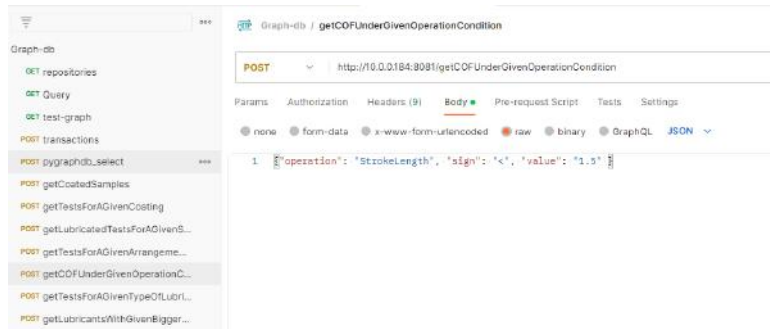 Graph-db
GET repositories
GET Query
GET test-graph
POST transactions
POST pygraphdb_select
POST getCoatedSamples
POST getTestsForAGivenCoating
POST getLubricatedTestsForAGivenS...
POST getTestsForAGivenArrangeme...
POST getCOFUnderGivenOperationC...
POST getTestsForAGivenTypeOfLubri...
POST getLubricantsWithGivenBigger...
Graph-db / getCOFUnderGivenOperationCondition
POST http://10.0.0.184:8081/getCOFUnderGivenOperationCondition
Params Authorization Headers (9) Body Pre-request Script Tests Settings
none form-data x-www-form-urlencoded raw binary GraphQL JSON
1 {"operation": "StrokeLength", "sign": "<", "value": "1.5" }